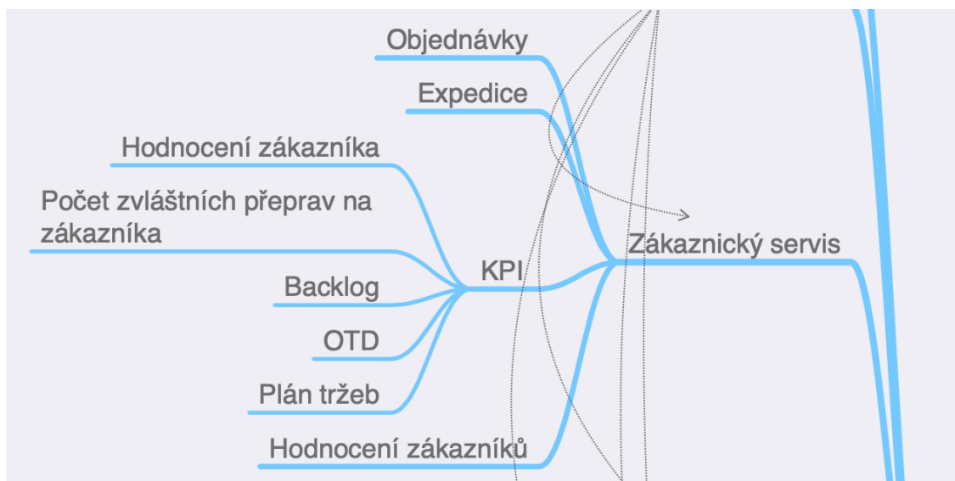 Objednávky
Expedice
Hodnocení zákazníka
Počet zvláštních přeprav na
zákazníka
Zákaznický servis
KPI
Backlog
OTD
Plán tržeb
Hodnocení zákazníků